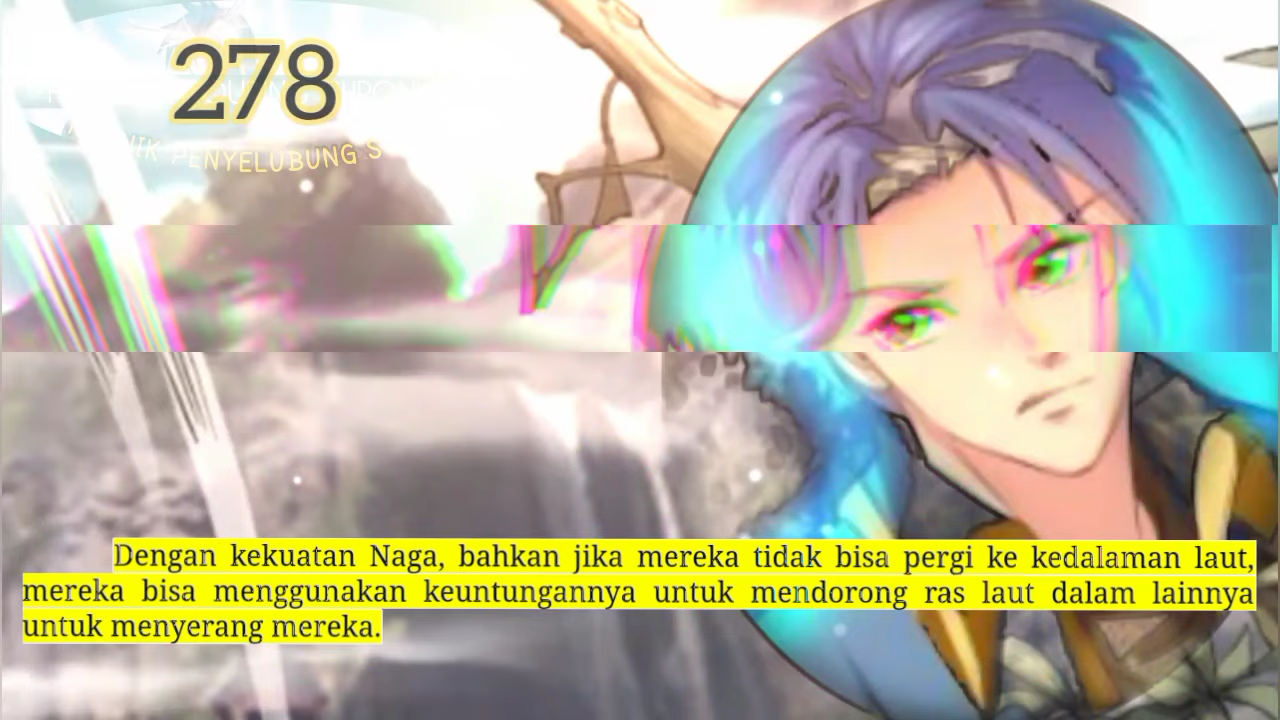 278
PENYELUBUNG S
Dengan kekuatan Naga, bahkan jika mereka tidak bisa pergi ke kedalaman laut,
mereka bisa menggunakan keuntungannya untuk mendorong ras laut dalam lainnya
untuk menyerang mereka.